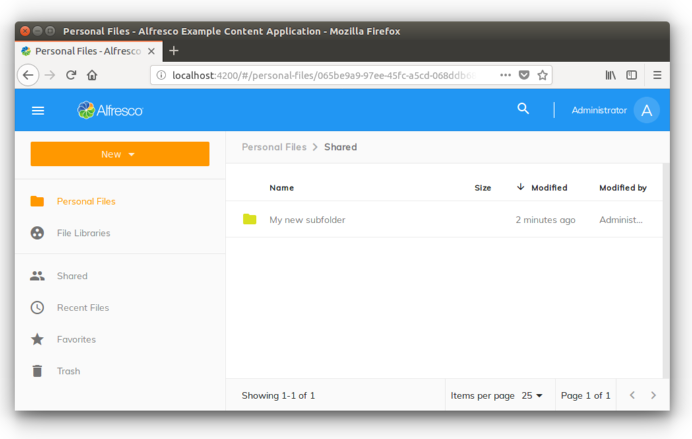 Personal Files - Alfresco Example Content Application - Mozilla Firefox
Personal Files - Alfresco
localhost:4200/#/personal-files/065be9a9-97ee-45fc-a5cd-068ddb
Alfresco
Administrator A
New
Personal Files > Shared
Name Size Modified Modified by
My new subfolder 2 minutes ago Administ...
Personal Files
File Libraries
Shared
Recent Files
Favorites
Trash
Showing 1-1 of 1 Items per page 25 Page 1 of 1